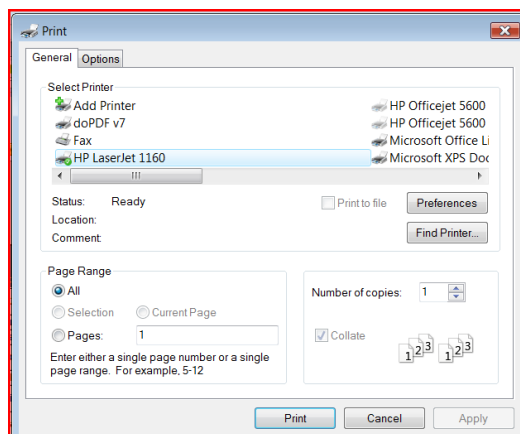 Print
General Options
Select Printer
Add Printer HP Officejet 5600
doPDF v7 HP Officejet 5600
Fax Microsoft Office Li
HP LaserJet 1160 Microsoft XPS Doc
Status: Ready Print to file Preferences
Location:
Comment: Find Printer...
Page Range
All Number of copies: 1
Selection Current Page
Pages: 1 Collate
Enter either a single page number or a single
page range. For example, 5-12
1 2 3 1 2 3
Print Cancel Apply